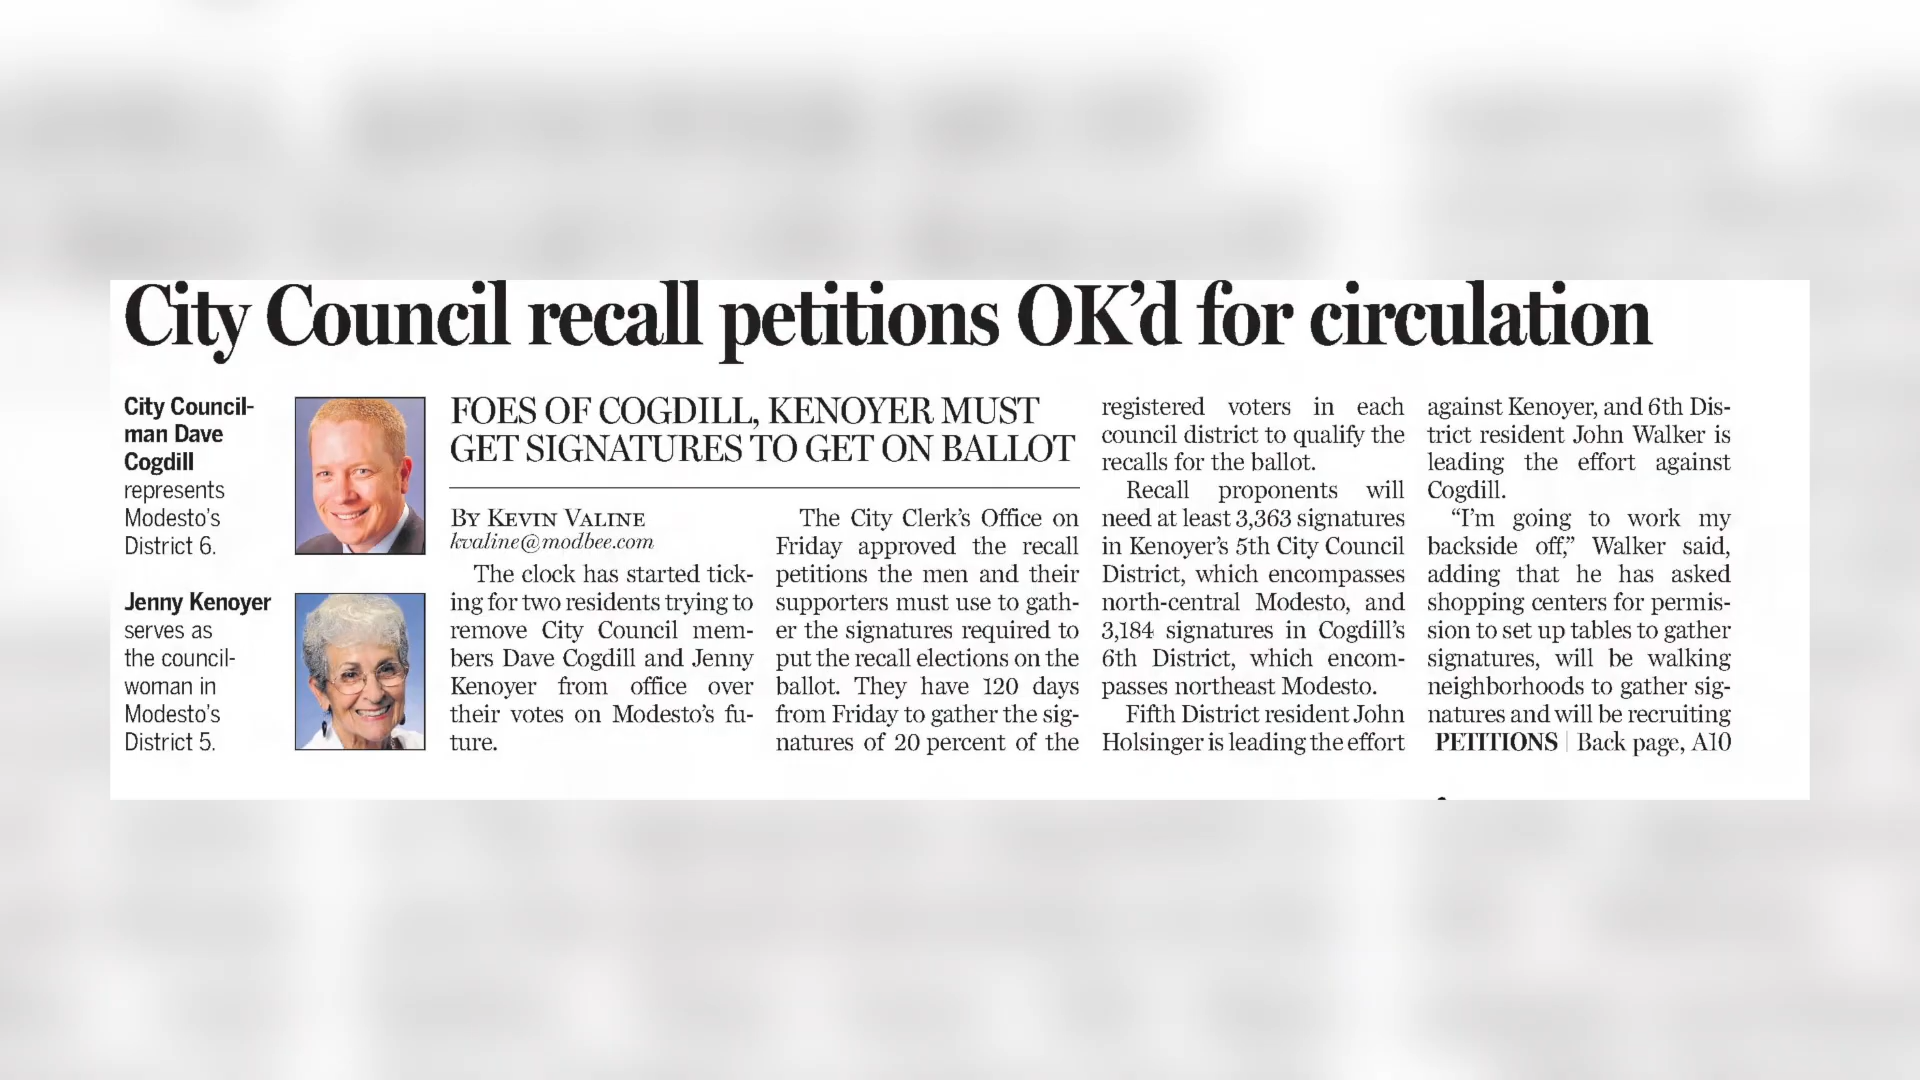 City Council recall petitions OK’d for circulation
City Council-
man Dave
Cogdill
represents
Modesto’s
District 6.
Jenny Kenoyer
serves as
the council-
woman in
Modesto’s
District 5.
FOES OF COGDILL, KENOYER MUST
GET SIGNATURES TO GET ON BALLOT
BY KEVIN VALINE
kvaline@modbee.com
The clock has started tick-
ing for two residents trying to
remove City Council mem-
bers Dave Cogdill and Jenny
Kenoyer from office over
their votes on Modesto’s fu-
ture.
The City Clerk’s Office on
Friday approved the recall
petitions the men and their
supporters must use to gath-
er the signatures required to
put the recall elections on the
ballot. They have 120 days
from Friday to gather the sig-
natures of 20 percent of the
registered voters in each
council district to qualify the
recalls for the ballot.
Recall proponents will
need at least 3,363 signatures
in Kenoyer’s 5th City Council
District, which encompasses
north-central Modesto, and
3,184 signatures in Cogdill’s
6th District, which encom-
passes northeast Modesto.
Fifth District resident John
Holsinger is leading the effort
against Kenoyer, and 6th Dis-
trict resident John Walker is
leading the effort against
Cogdill.
“I’m going to work my
backside off,” Walker said,
adding that he has asked
shopping centers for permis-
sion to set up tables to gather
signatures, will be walking
neighborhoods to gather sig-
natures and will be recruiting
PETITIONS | Back page, A10